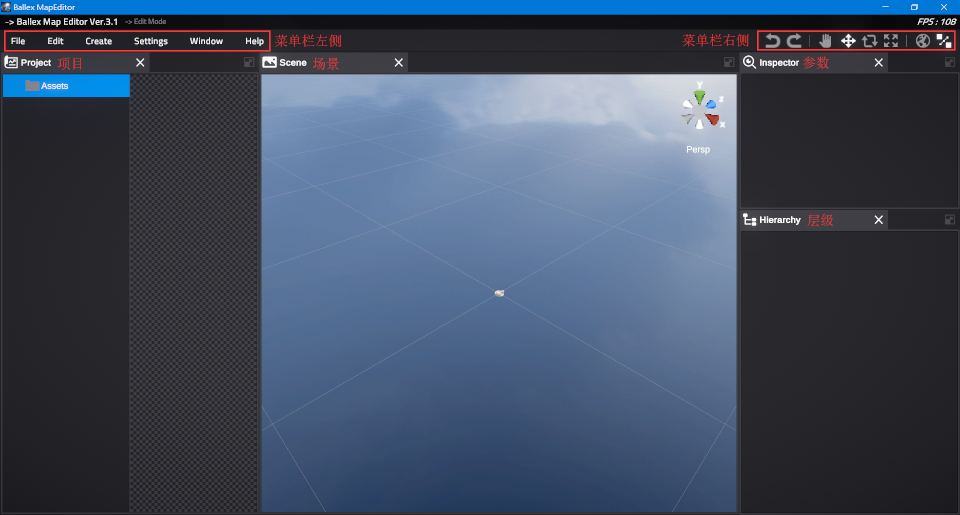 Ballex MapEditor
-> Ballex Map Editor Ver.3.1 -> Edit Mode FPS : 108
File Edit Create Settings Window Help 菜单栏左侧 菜单栏右侧
Project 项目 Scene 场景 Inspector 参数
Assets
Y
Z
X
Persp
Hierarchy 层级